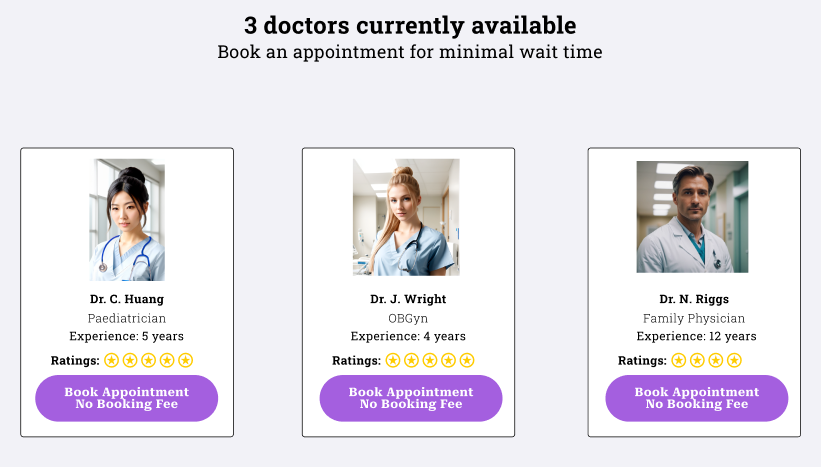 3 doctors currently available
Book an appointment for minimal wait time
Dr. C. Huang
Paediatrician
Experience: 5 years
Ratings:
Book Appointment
No Booking Fee
Dr. J. Wright
OBGyn
Experience: 4 years
Ratings:
Book Appointment
No Booking Fee
Dr. N. Riggs
Family Physician
Experience: 12 years
Ratings:
Book Appointment
No Booking Fee